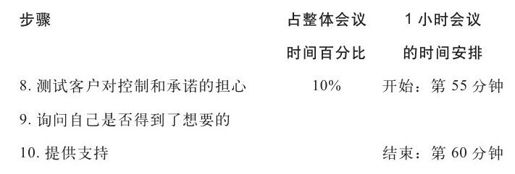 步骤 占整体会议 1 小时会议
时间百分比 的时间安排
8. 测试客户对控制和承诺的担心 10% 开始：第 55 分钟
9. 询问自己是否得到了想要的
10. 提供支持 结束：第 60 分钟